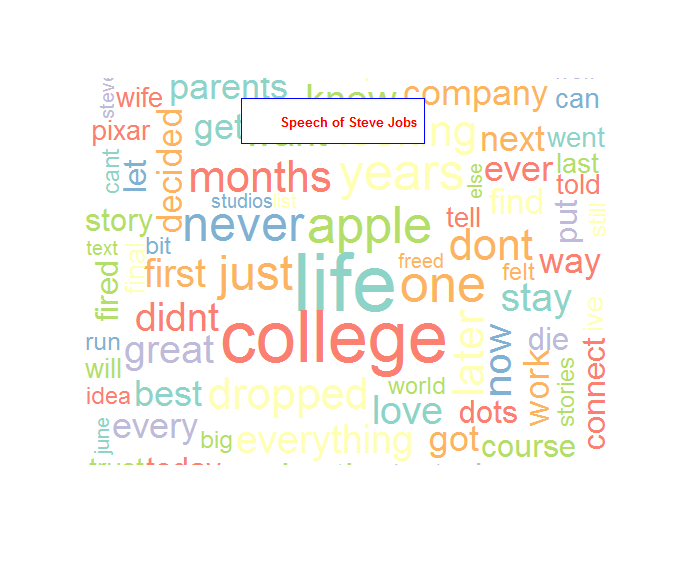 steve
wife
parents
know
company
can
Speech of Steve Jobs
pixar
get
want
next
went
decided
cant
let
months
years
else
ever
last
told
studios
list
find
put
still
story
never
apple
tell
text
bit
dont
way
final
first
just
life
freed
one
felt
fired
stay
live
didnt
college
run
great
later
now
die
will
idea
best
dropped
world
work
stories
connect
love
dots
june
every
big
everything
got
course
trust
today